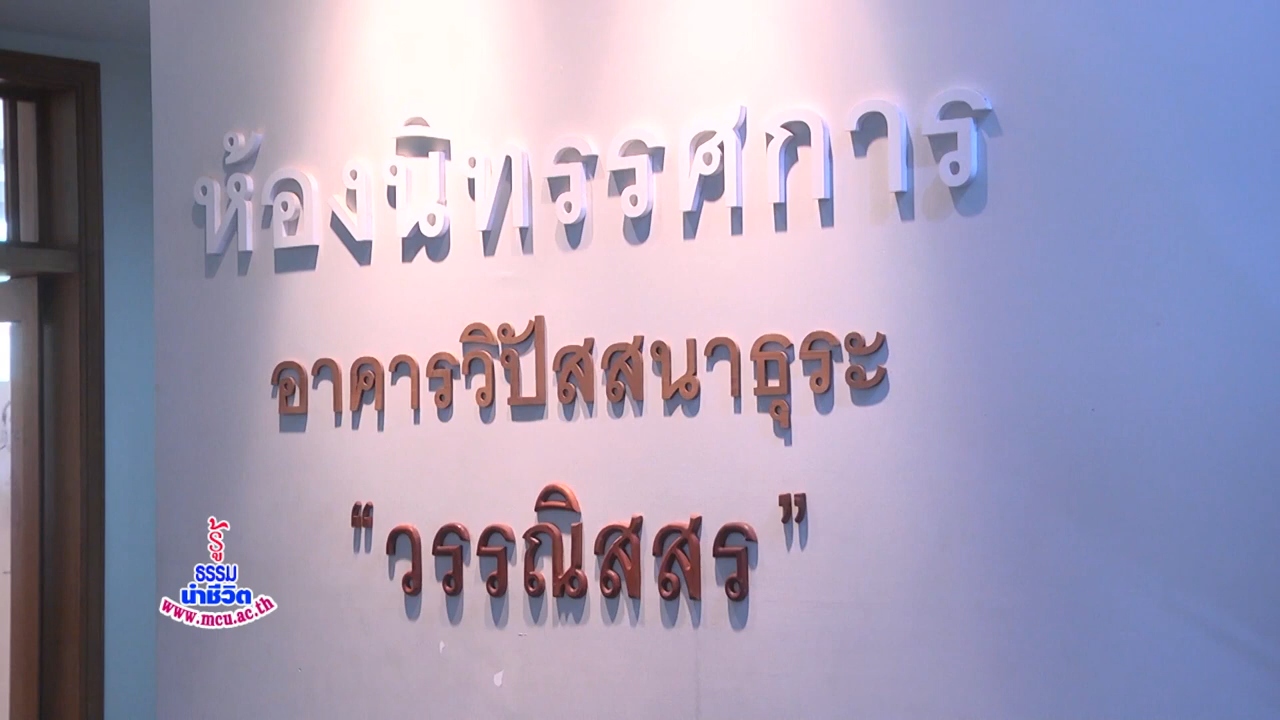 ห้องนิทรรศการ
อาคารวิปัสสนาธุระ
“วรรณิสสร”
รู้
ธรรม
นำชีวิต
www.mcu.ac.th